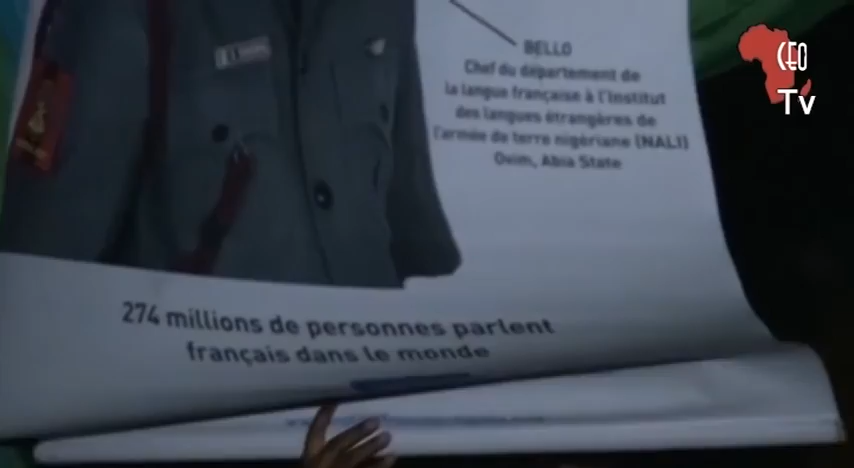 BELLO
Chef du département de
la langue française à l'Institut
des langues étrangères de
l'armée de terre nigériane (NALI)
Ovim, Abia State
274 millions de personnes parlent
français dans le monde
CEO
Tv